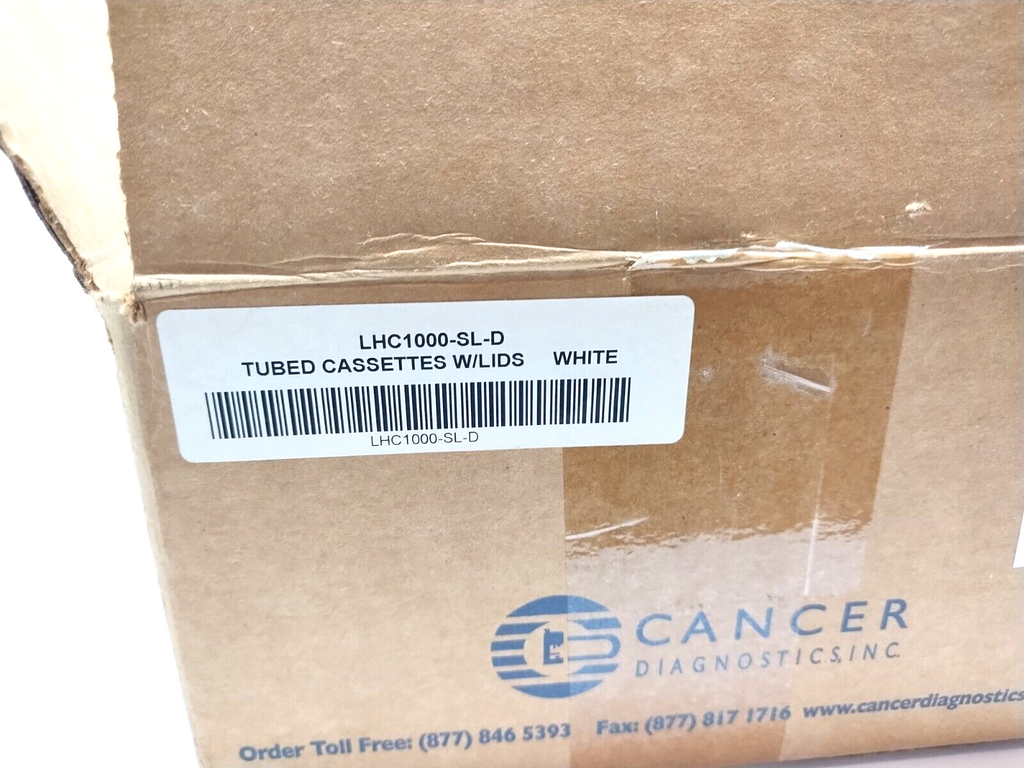 LHC1000-SL-D
TUBED CASSETTES W/LIDS WHITE
LHC1000-SL-D
CANCER
DIAGNOSTICS, INC.
Order Toll Free: (877) 846 5393 Fax: (877) 817 1716 www.cancerdiagnostics